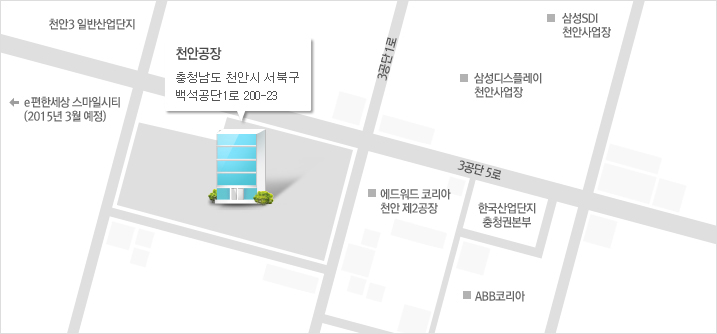 천안3 일반산업단지
천안공장
충청남도 천안시 서북구
백석공단1로 200-23
3공단1로
삼성SDI
천안사업장
삼성디스플레이
천안사업장
e편한세상 스마일시티
(2015년 3월 예정)
3공단 5로
에드워드 코리아
천안 제2공장
한국산업단지
충청권본부
ABB코리아